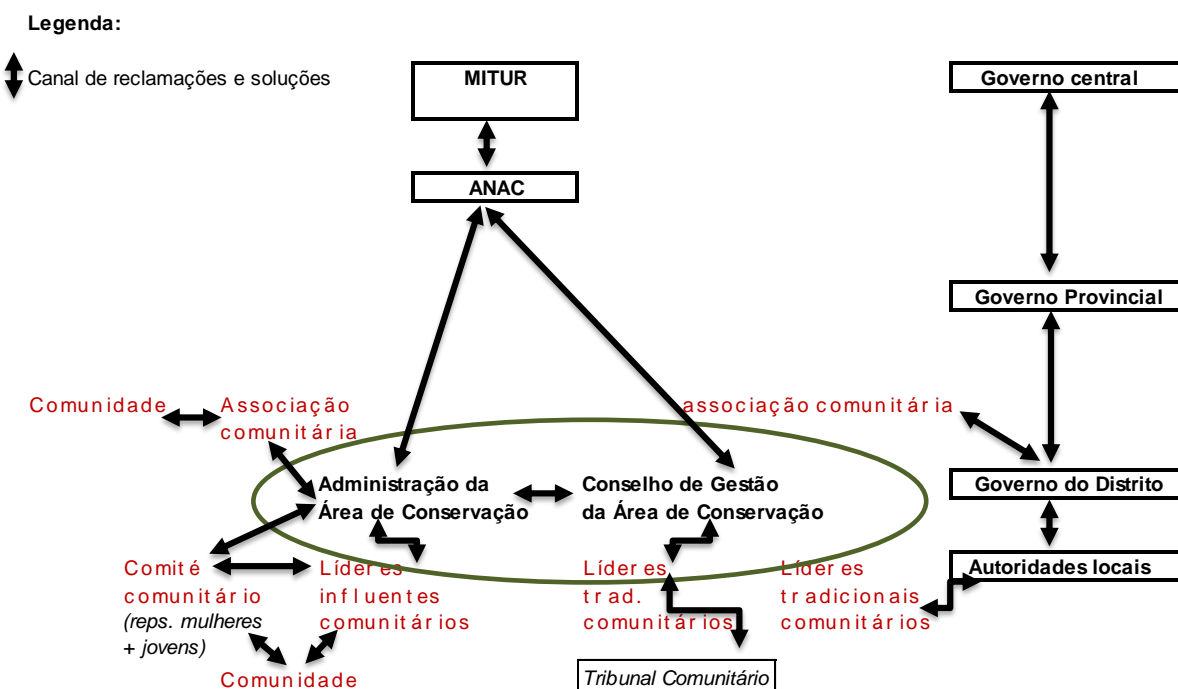 Legenda:
Canal de reclamações e soluções
MITUR
Governo central
ANAC
Governo Provincial
Comunidade
Associação
comunitária
associação comunitária
Administração da
Área de Conservação
Conselho de Gestão
da Área de Conservação
Governo do Distrito
Autoridades locais
Comité
comunitário
(reps. mulheres
+ jovens)
Líderes
influentes
comunitários
Líderes
trad.
comunitários
Líderes
tradicionais
comunitários
Comunidade
Tribunal Comunitário